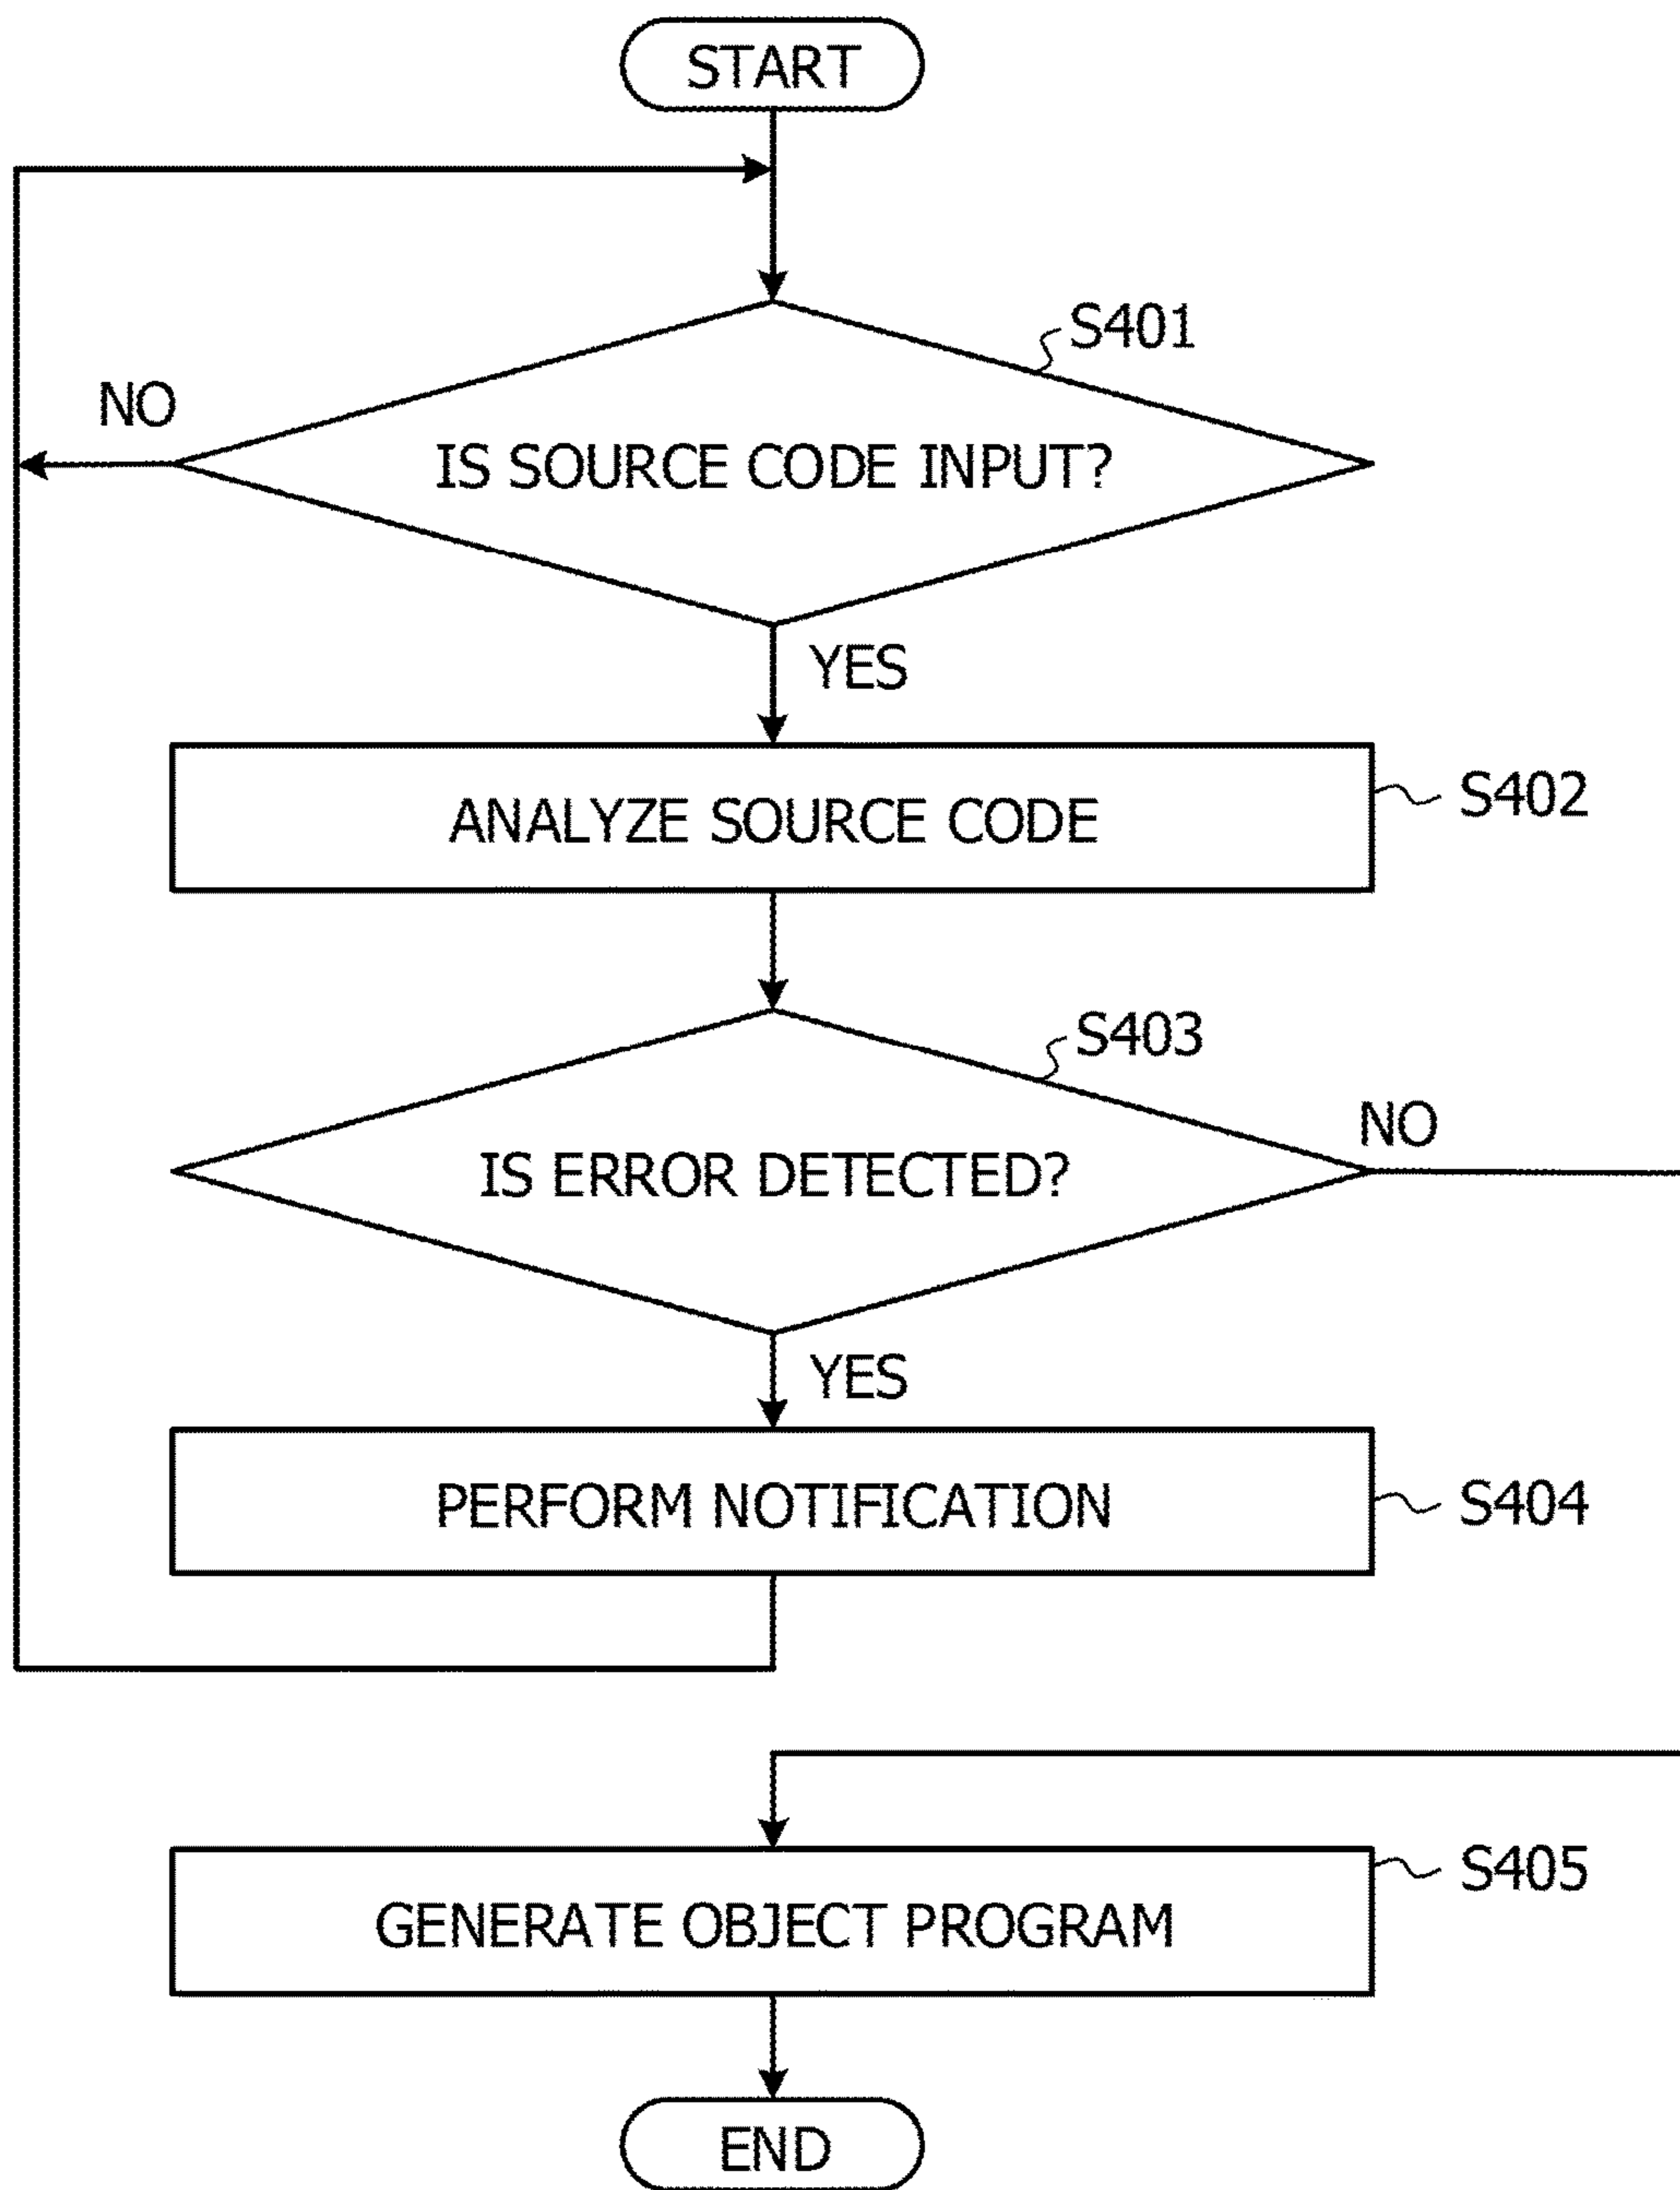 START
S401
NO
IS SOURCE CODE INPUT?
YES
ANALYZE SOURCE CODE
S402
S403
NO
IS ERROR DETECTED?
YES
PERFORM NOTIFICATION
S404
GENERATE OBJECT PROGRAM
S405
END